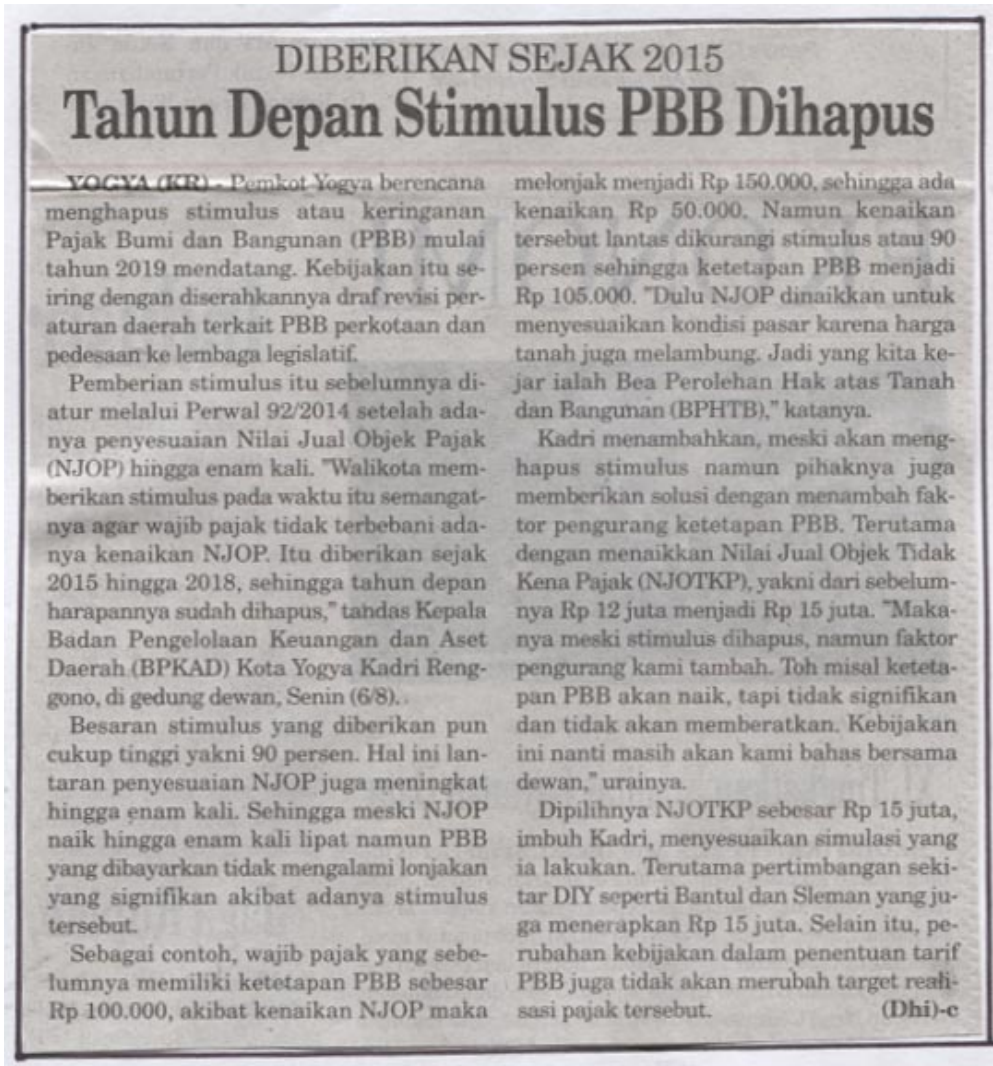 DIBERIKAN SEJAK 2015
Tahun Depan Stimulus PBB Dihapus
YOGYA (KR) - Pemkot Yogya berencana
menghapus stimulus atau keringanan
Pajak Bumi dan Bangunan (PBB) mulai
tahun 2019 mendatang. Kebijakan itu se-
iring dengan diserahkannya draf revisi per-
aturan daerah terkait PBB perkotaan dan
pedesaan ke lembaga legislatif.
Pemberian stimulus itu sebelumnya di-
atur melalui Perwal 92/2014 setelah ada-
nya penyesuaian Nilai Jual Objek Pajak
(NJOP) hingga enam kali. "Walikota mem-
berikan stimulus pada waktu itu semangat-
nya agar wajib pajak tidak terbebani ada-
nya kenaikan NJOP. Itu diberikan sejak
2015 hingga 2018, sehingga tahun depan
harapannya sudah dihapus," tandas Kepala
Badan Pengelolaan Keuangan dan Aset
Daerah (BPKAD) Kota Yogya Kadri Reng-
gono, di gedung dewan, Senin (6/8).
Besaran stimulus yang diberikan pun
cukup tinggi yakni 90 persen. Hal ini lan-
taran penyesuaian NJOP juga meningkat
hingga enam kali. Sehingga meski NJOP
naik hingga enam kali lipat namun PBB
yang dibayarkan tidak mengalami lonjakan
yang signifikan akibat adanya stimulus
tersebut.
Sebagai contoh, wajib pajak yang sebe-
lumnya memiliki ketetapan PBB sebesar
Rp 100.000, akibat kenaikan NJOP maka
melonjak menjadi Rp 150.000, sehingga ada
kenaikan Rp 50.000. Namun kenaikan
tersebut lantas dikurangi stimulus atau 90
persen sehingga ketetapan PBB menjadi
Rp 105.000. "Dulu NJOP dinaikkan untuk
menyesuaikan kondisi pasar karena harga
tanah juga melambung. Jadi yang kita ke-
jar ialah Bea Perolehan Hak atas Tanah
dan Bangunan (BPHTB)," katanya.
Kadri menambahkan, meski akan meng-
hapus stimulus namun pihaknya juga
memberikan solusi dengan menambah fak-
tor pengurang ketetapan PBB. Terutama
dengan menaikkan Nilai Jual Objek Tidak
Kena Pajak (NJOTKP), yakni dari sebelum-
nya Rp 12 juta menjadi Rp 15 juta. "Maka-
nya meski stimulus dihapus, namun faktor
pengurang kami tambah. Toh misal keteta-
pan PBB akan naik, tapi tidak signifikan
dan tidak akan memberatkan. Kebijakan
ini nanti masih akan kami bahas bersama
dewan," urainya.
Dipilihnya NJOTKP sebesar Rp 15 juta,
imbuh Kadri, menyesuaikan simulasi yang
ia lakukan. Terutama pertimbangan seki-
tar DIY seperti Bantul dan Sleman yang ju-
ga menerapkan Rp 15 juta. Selain itu, pe-
rubahan kebijakan dalam penentuan tarif
PBB juga tidak akan merubah target reali-
sasi pajak tersebut. (Dhi)-c